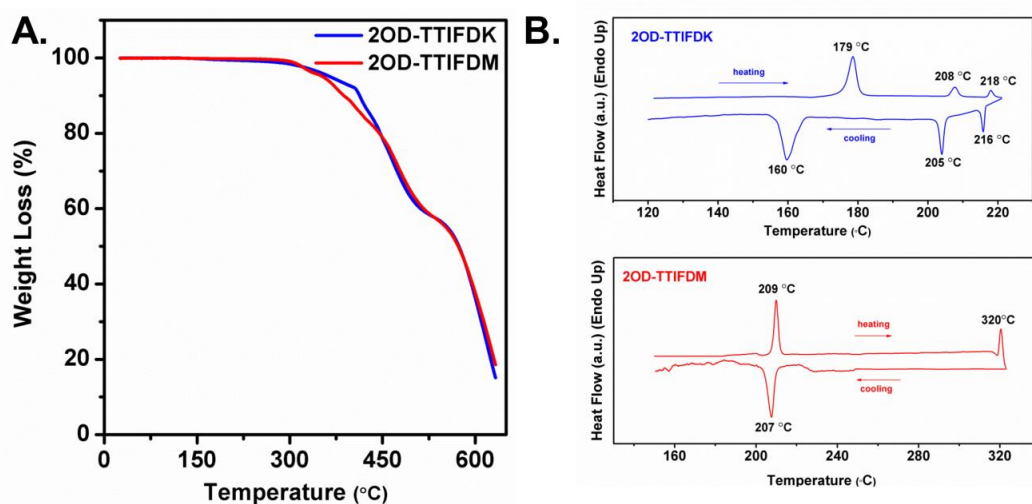 A.
2OD-TTIFDK
2OD-TTIFDM
100
80
60
40
20
0
Weight Loss (%)
0 150 300 450 600
Temperature (°C)
B.
2OD-TTIFDK
179 °C
208 °C
218 °C
heating
cooling
160 °C
205 °C
216 °C
Heat Flow (a.u.) (Endo Up)
120 140 160 180 200 220
Temperature (◦C)
2OD-TTIFDM
209 °C
320°C
heating
cooling
207 °C
Heat Flow (a.u.) (Endo Up)
160 200 240 280 320
Temperature (◦C)